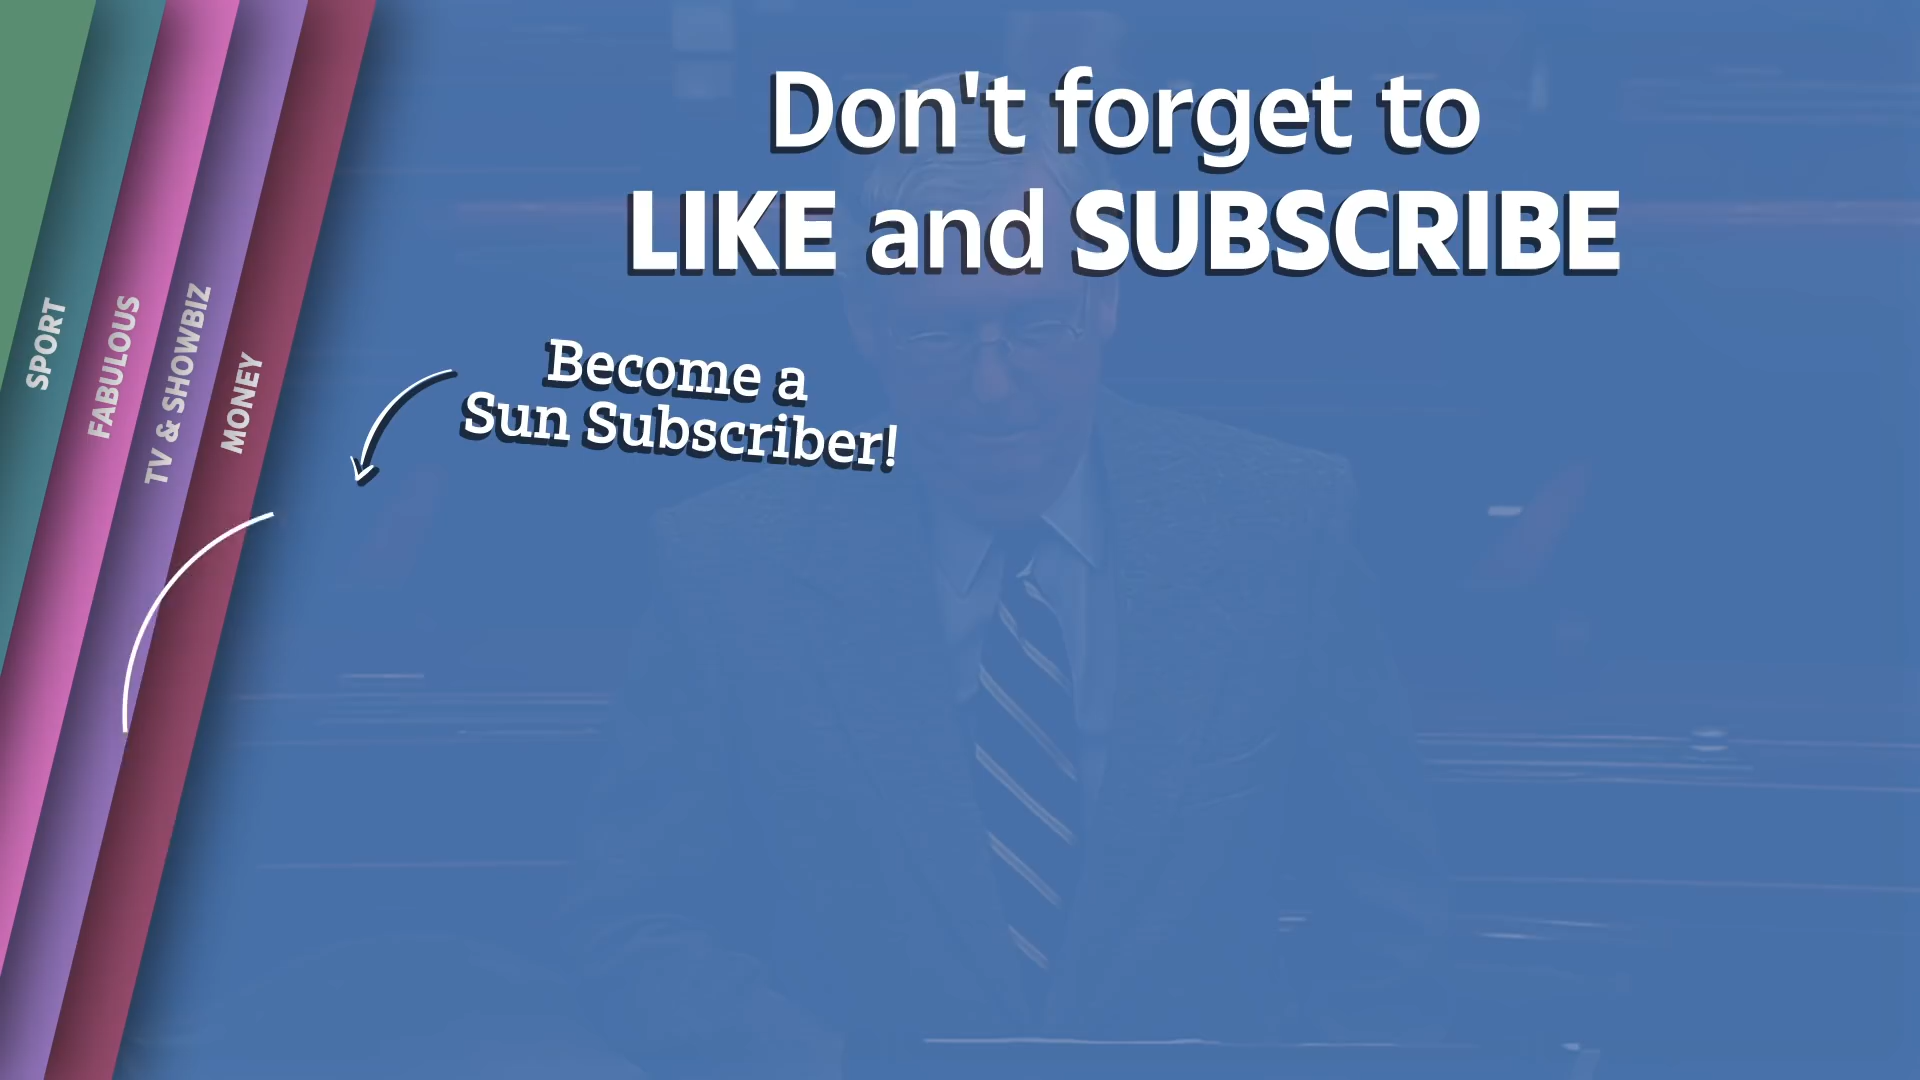 Don't forget to
LIKE and SUBSCRIBE
Become a
Sun Subscriber!
SPORT
FABULOUS
TV & SHOWBIZ
MONEY